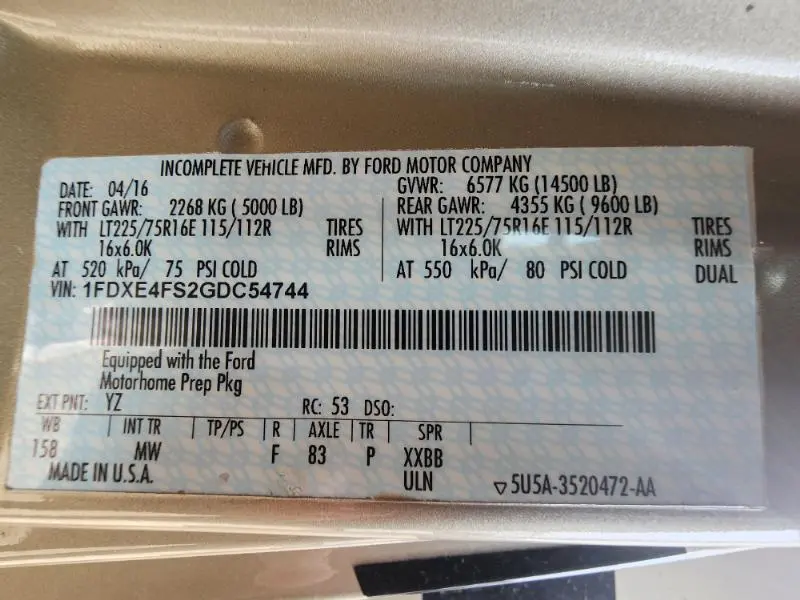 INCOMPLETE VEHICLE MFD. BY FORD MOTOR COMPANY
DATE: 04/16 GVWR: 6577 KG (14500 LB)
FRONT GAWR: 2268 KG ( 5000 LB) REAR GAWR: 4355 KG ( 9600 LB)
WITH LT225/75R16E 115/112R TIRES WITH LT225/75R16E 115/112R TIRES
16x6.0K RIMS 16x6.0K RIMS
AT 520 kPa/ 75 PSI COLD AT 550 kPa/ 80 PSI COLD DUAL
VIN: 1FDXE4FS2GDC54744
Equipped with the Ford
Motorhome Prep Pkg
EXT PNT: YZ RC: 53 DSO:
WB | INT TR | TP/PS | R | AXLE | TR | SPR |
158 MW F 83 P XXBB
MADE IN U.S.A. ULN ▽5U5A-3520472-AA